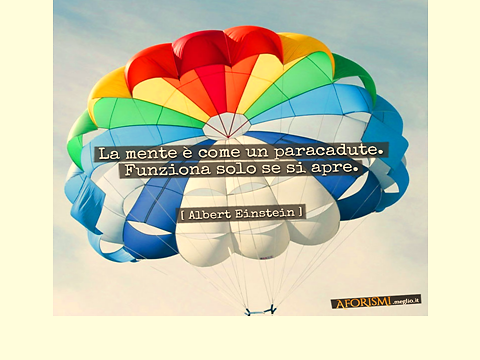 La mente è come un paracadute.
Funziona solo se si apre.
[ Albert Einstein ]
AFORISMI.meglio.it